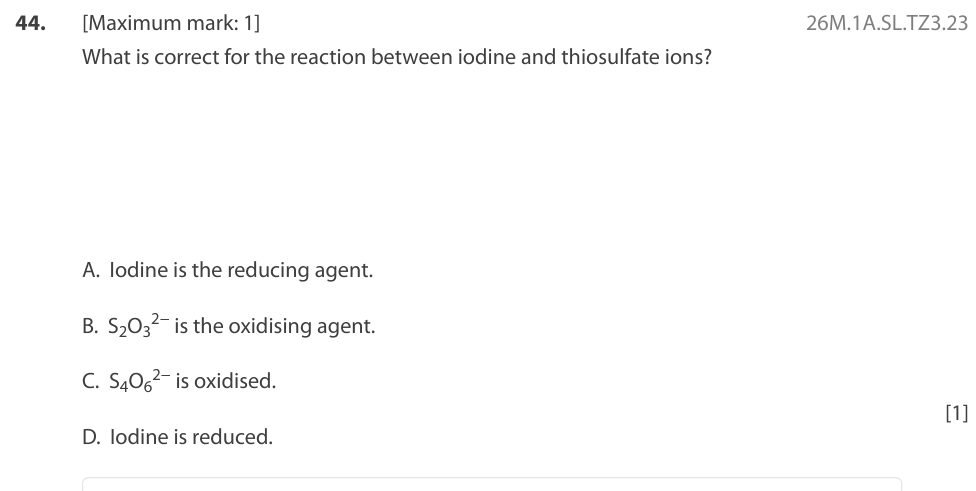 44. [Maximum mark: 1] 26M.1A.SL.TZ3.23
What is correct for the reaction between iodine and thiosulfate ions?
A. Iodine is the reducing agent.
B. S₂O₃²⁻ is the oxidising agent.
C. S₄O₆²⁻ is oxidised.
[1]
D. Iodine is reduced.